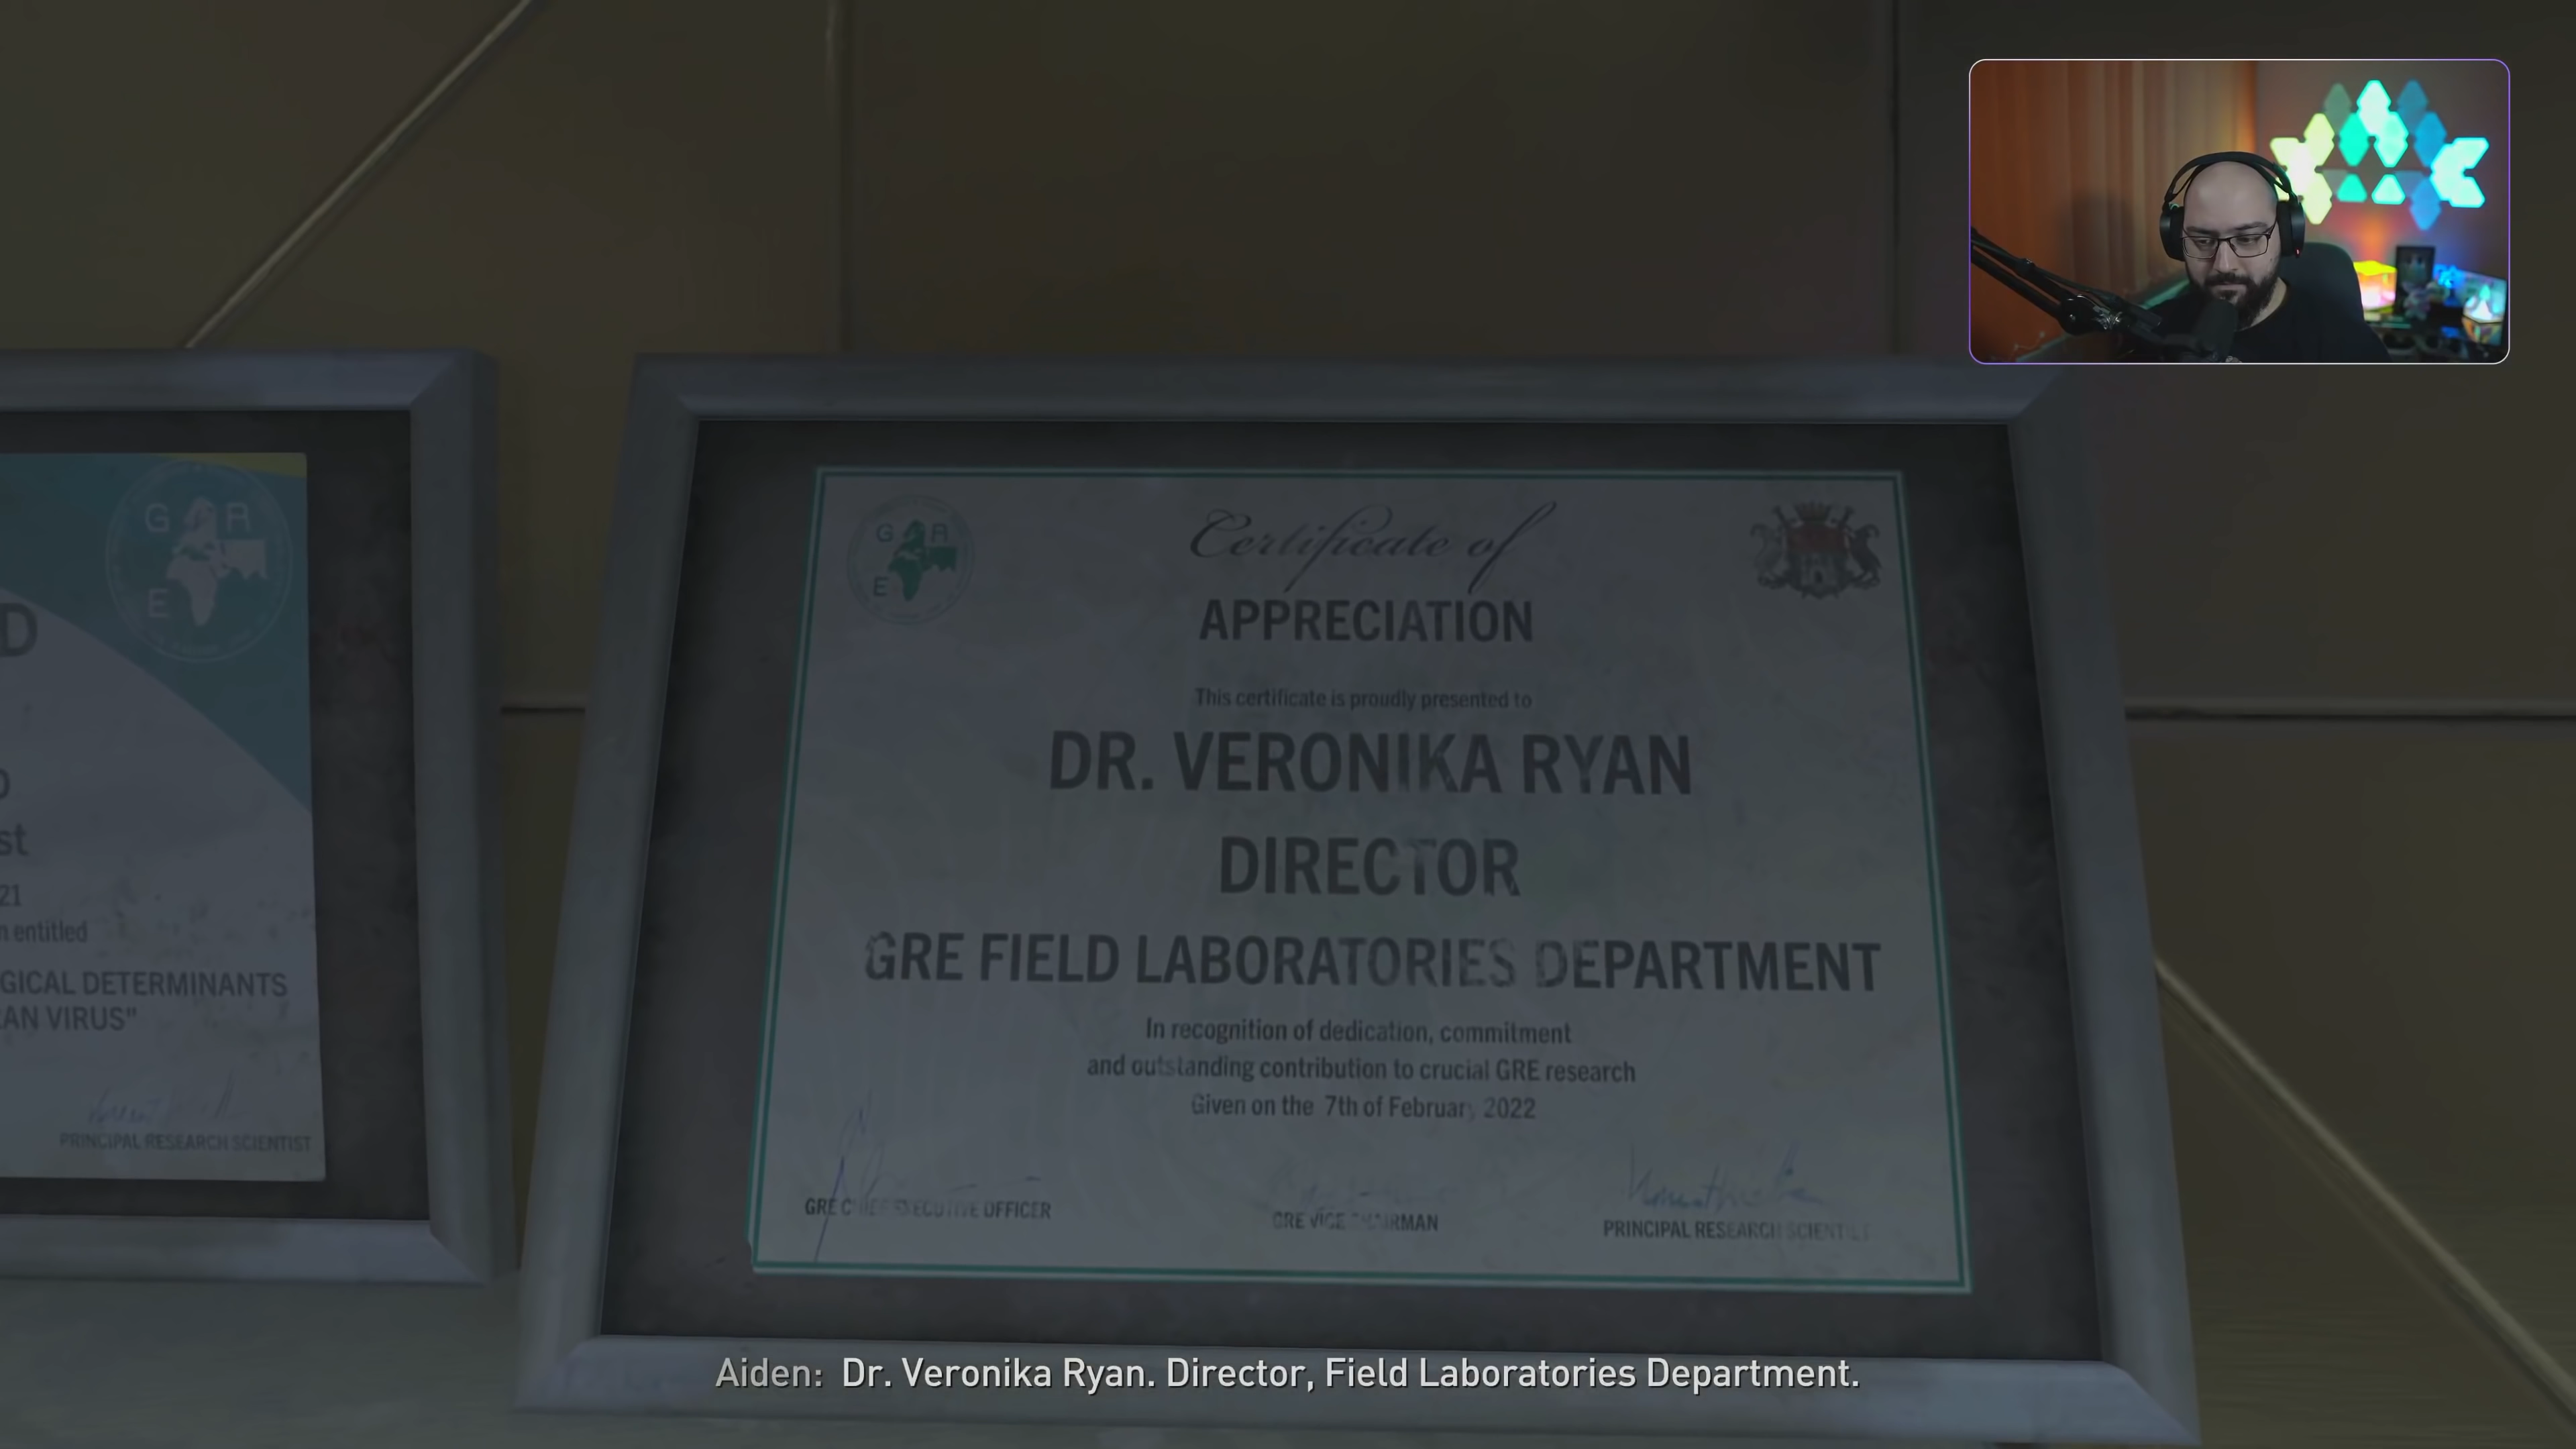 D
st
21
n entitled
GICAL DETERMINANTS
AN VIRUS"
PRINCIPAL RESEARCH SCIENTIST
G R
E
G R
E
Certificate of
APPRECIATION
This certificate is proudly presented to
DR. VERONIKA RYAN
DIRECTOR
GRE FIELD LABORATORIES DEPARTMENT
In recognition of dedication, commitment
and outstanding contribution to crucial GRE research
Given on the 7th of February 2022
GRE CHIEF EXECUTIVE OFFICER
GRE VICE CHAIRMAN
PRINCIPAL RESEARCH SCIENTIST
Aiden: Dr. Veronika Ryan. Director, Field Laboratories Department.